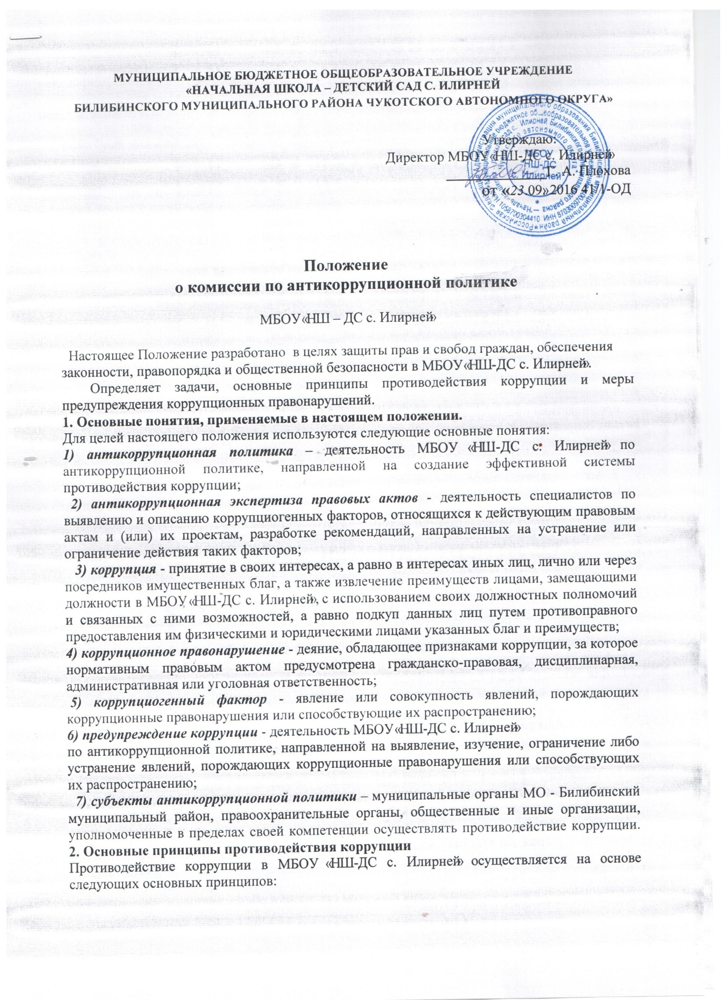 МУНИЦИПАЛЬНОЕ БЮДЖЕТНОЕ ОБЩЕОБРАЗОВАТЕЛЬНОЕ УЧРЕЖДЕНИЕ
«НАЧАЛЬНАЯ ШКОЛА – ДЕТСКИЙ САД С. ИЛИРНЕЙ
БИЛИБИНСКОГО МУНИЦИПАЛЬНОГО РАЙОНА ЧУКОТСКОГО АВТОНОМНОГО ОКРУГА»
Утверждаю:
Директор МБОУ«НШ-ДС с. Илирней»
Г. А. Плохова
от «23.09»2016 41/1-ОД
МБОУ
"НШ-ДС
с. Илирней"
Положение
о комиссии по антикоррупционной политике
МБОУ«НШ – ДС с. Илирней»
Настоящее Положение разработано в целях защиты прав и свобод граждан, обеспечения
законности, правопорядка и общественной безопасности в МБОУ«НШ-ДС с. Илирней».
Определяет задачи, основные принципы противодействия коррупции и меры
предупреждения коррупционных правонарушений.
1. Основные понятия, применяемые в настоящем положении.
Для целей настоящего положения используются следующие основные понятия:
1) антикоррупционная политика – деятельность МБОУ «НШ-ДС с. Илирней» по
антикоррупционной политике, направленной на создание эффективной системы
противодействия коррупции;
2) антикоррупционная экспертиза правовых актов - деятельность специалистов по
выявлению и описанию коррупциогенных факторов, относящихся к действующим правовым
актам и (или) их проектам, разработке рекомендаций, направленных на устранение или
ограничение действия таких факторов;
3) коррупция - принятие в своих интересах, а равно в интересах иных лиц, лично или через
посредников имущественных благ, а также извлечение преимуществ лицами, замещающими
должности в МБОУ «НШ-ДС с. Илирней», с использованием своих должностных полномочий
и связанных с ними возможностей, а равно подкуп данных лиц путем противоправного
предоставления им физическими и юридическими лицами указанных благ и преимуществ;
4) коррупционное правонарушение - деяние, обладающее признаками коррупции, за которое
нормативным правовым актом предусмотрена гражданско-правовая, дисциплинарная,
административная или уголовная ответственность;
5) коррупциогенный фактор - явление или совокупность явлений, порождающих
коррупционные правонарушения или способствующие их распространению;
6) предупреждение коррупции - деятельность МБОУ«НШ-ДС с. Илирней»
по антикоррупционной политике, направленной на выявление, изучение, ограничение либо
устранение явлений, порождающих коррупционные правонарушения или способствующих
их распространению;
7) субъекты антикоррупционной политики – муниципальные органы МО - Билибинский
муниципальный район, правоохранительные органы, общественные и иные организации,
уполномоченные в пределах своей компетенции осуществлять противодействие коррупции.
2. Основные принципы противодействия коррупции
Противодействие коррупции в МБОУ «НШ-ДС с. Илирней» осуществляется на основе
следующих основных принципов: